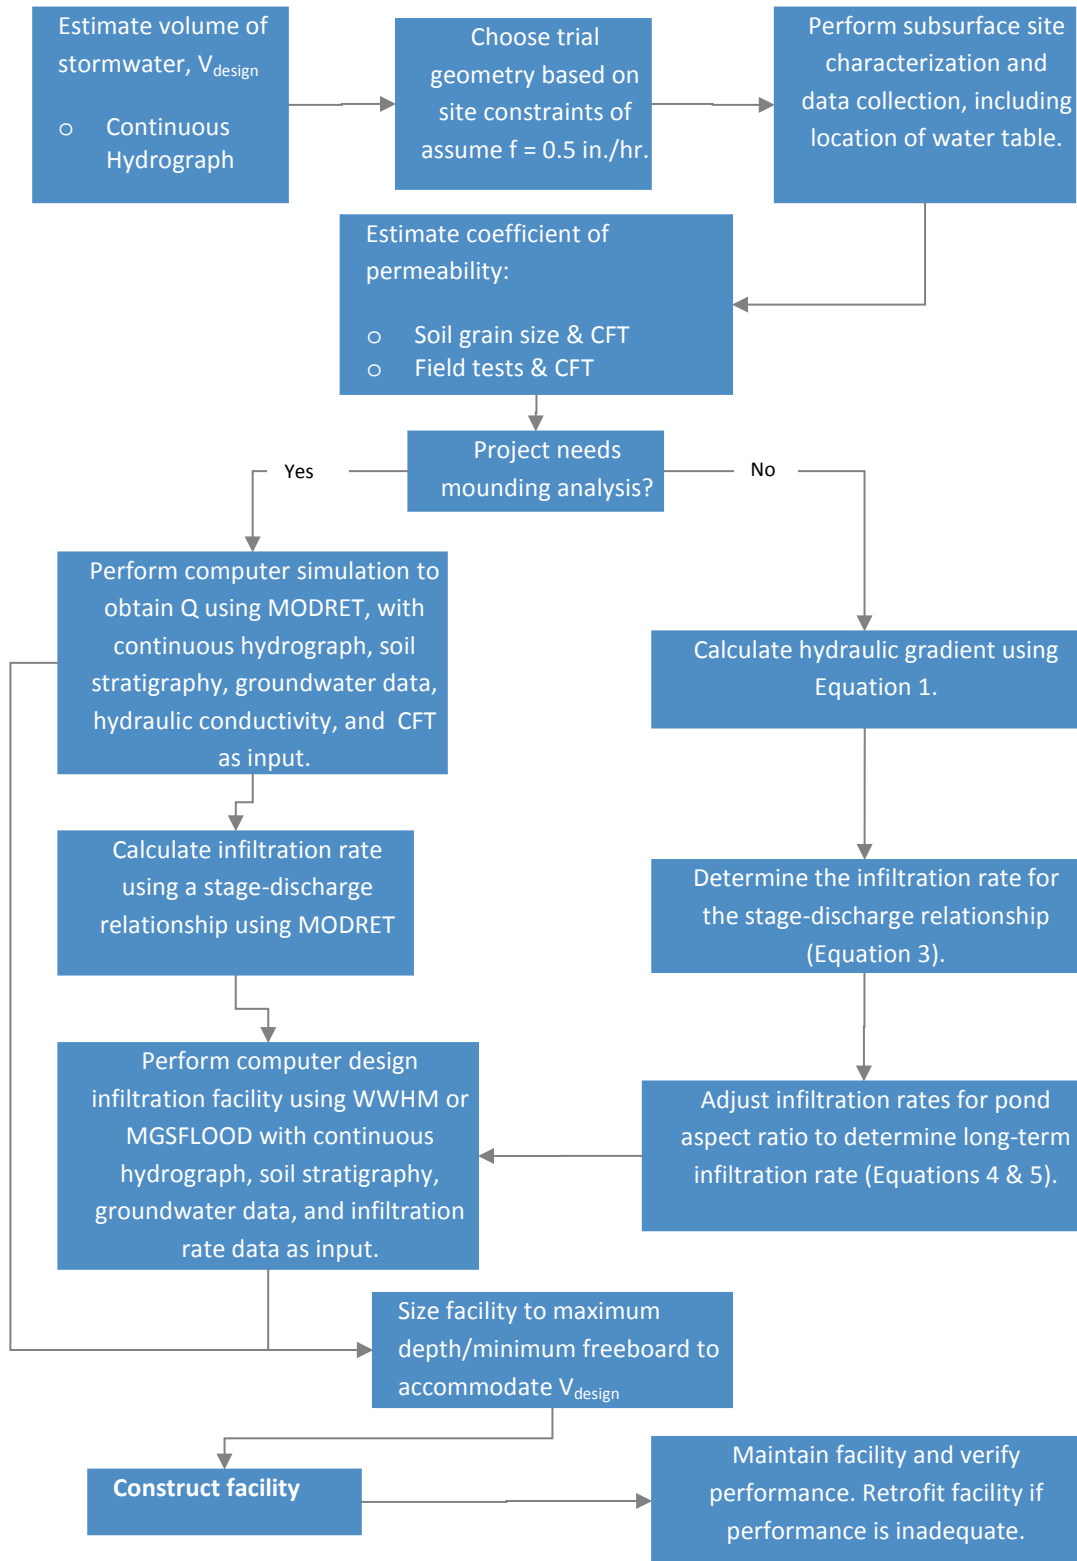 Estimate volume of
stormwater, Vdesign
o Continuous
Hydrograph
Choose trial
geometry based on
site constraints of
assume f = 0.5 in./hr.
Perform subsurface site
characterization and
data collection, including
location of water table.
Estimate coefficient of
permeability:
o Soil grain size & CFT
o Field tests & CFT
Project needs
mounding analysis?
Yes
No
Perform computer simulation to
obtain Q using MODRET, with
continuous hydrograph, soil
stratigraphy, groundwater data,
hydraulic conductivity, and CFT
as input.
Calculate hydraulic gradient using
Equation 1.
Calculate infiltration rate
using a stage-discharge
relationship using MODRET
Determine the infiltration rate for
the stage-discharge relationship
(Equation 3).
Perform computer design
infiltration facility using WWHM or
MGSFLOOD with continuous
hydrograph, soil stratigraphy,
groundwater data, and infiltration
rate data as input.
Adjust infiltration rates for pond
aspect ratio to determine long-term
infiltration rate (Equations 4 & 5).
Size facility to maximum
depth/minimum freeboard to
accommodate Vdesign
Construct facility
Maintain facility and verify
performance. Retrofit facility if
performance is inadequate.